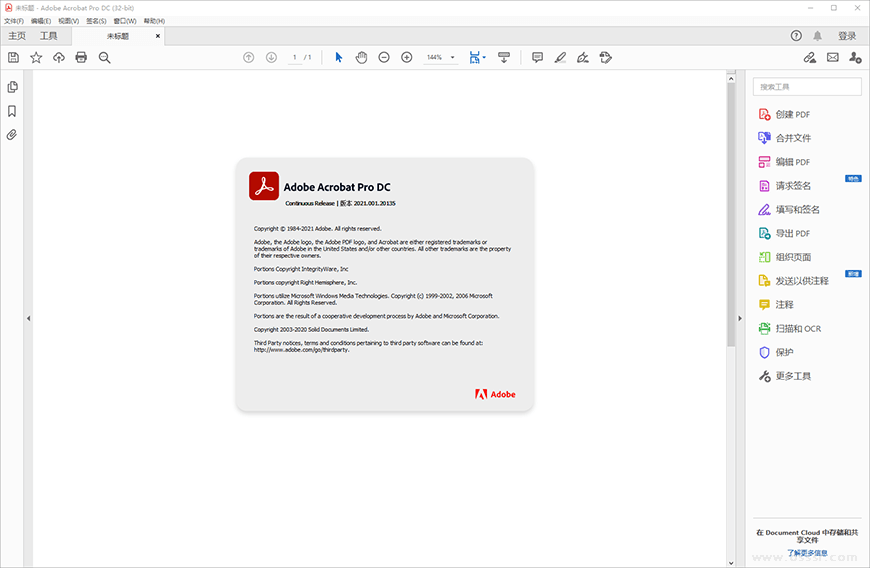 未标题 - Adobe Acrobat Pro DC (32-bit)
文件(F) 编辑(E) 视图(V) 签名(S) 窗口(W) 帮助(H)
主页 工具 未标题 × 登录
1 / 1 144%
搜索工具
创建 PDF
合并文件
编辑 PDF
请求签名 特色
填写和签名
导出 PDF
组织页面
发送以供注释 新增
注释
扫描和 OCR
保护
更多工具
Adobe Acrobat Pro DC
Continuous Release | 版本 2021.001.20135
Copyright © 1984-2021 Adobe. All rights reserved.
Adobe, the Adobe logo, the Adobe PDF logo, and Acrobat are either registered trademarks or
trademarks of Adobe in the United States and/or other countries. All other trademarks are the property
of their respective owners.
Portions Copyright IntegrityWare, Inc
Portions copyright Right Hemisphere, Inc.
Portions utilize Microsoft Windows Media Technologies. Copyright (c) 1999-2002, 2006 Microsoft
Corporation. All Rights Reserved.
Portions are the result of a cooperative development process by Adobe and Microsoft Corporation.
Copyright 2003-2020 Solid Documents Limited.
Third Party notices, terms and conditions pertaining to third party software can be found at:
http://www.adobe.com/go/thirdparty.
Adobe
在 Document Cloud 中存储和共
享文件
了解更多信息